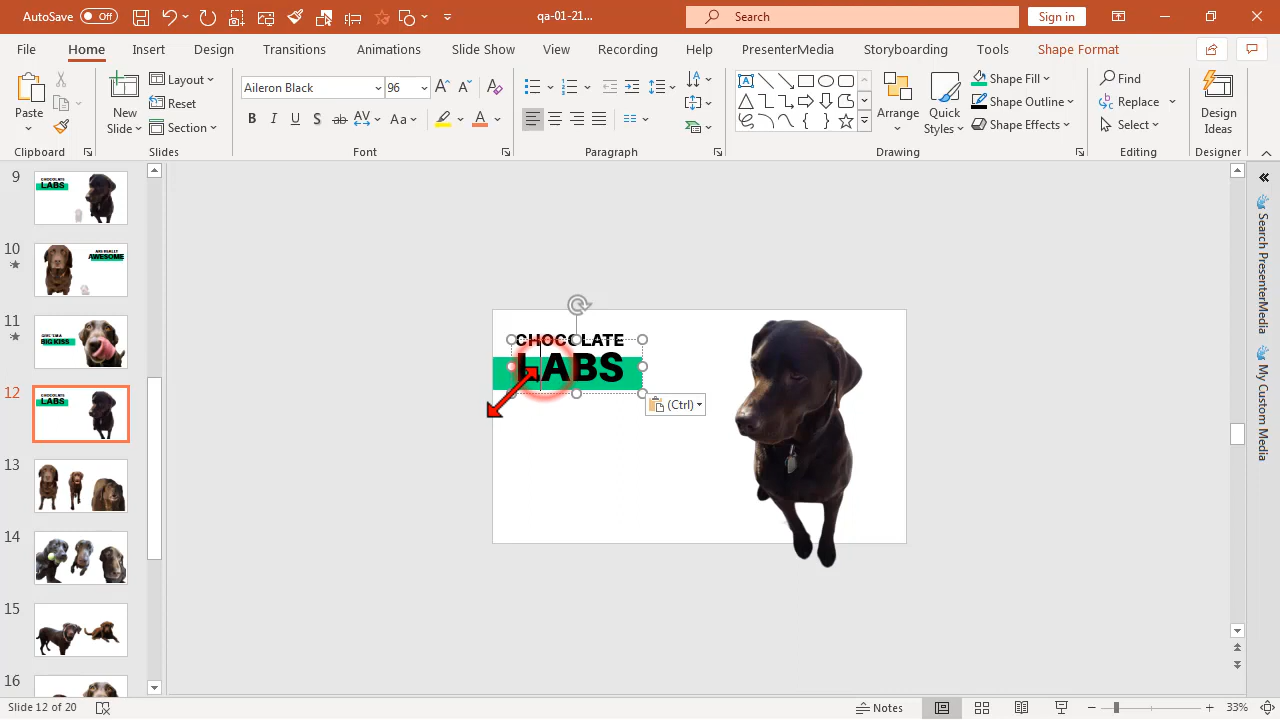 AutoSave Off qa-01-21... Search Sign in
File Home Insert Design Transitions Animations Slide Show View Recording Help PresenterMedia Storyboarding Tools Shape Format
Paste New Slide Layout Reset Section Aileron Black 96 Arrange Quick Styles Shape Fill Shape Outline Shape Effects Find Replace Select Design Ideas
Clipboard Slides Font Paragraph Drawing Editing Designer
9
CHOCOLATE
LABS
10
ARE REALLY
AWESOME
11
BIG KISS
12
CHOCOLATE
LABS
13
14
15
16
CHOCOLATE
LABS
(Ctrl)
Search PresenterMedia
My Custom Media
Slide 12 of 20 Notes 33%